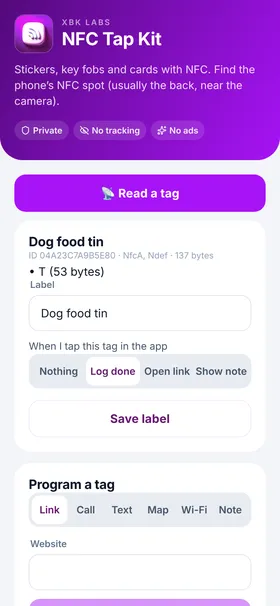 XBK LABS
NFC Tap Kit
Stickers, key fobs and cards with NFC. Find the
phone's NFC spot (usually the back, near the
camera).
Private
No tracking
No ads
📡 Read a tag
Dog food tin
ID 04A23C7A9B5E80 · NfcA, Ndef · 137 bytes
• T (53 bytes)
Label
Dog food tin
When I tap this tag in the app
Nothing
Log done
Open link
Show note
Save label
Program a tag
Link
Call
Text
Map
Wi-Fi
Note
Website